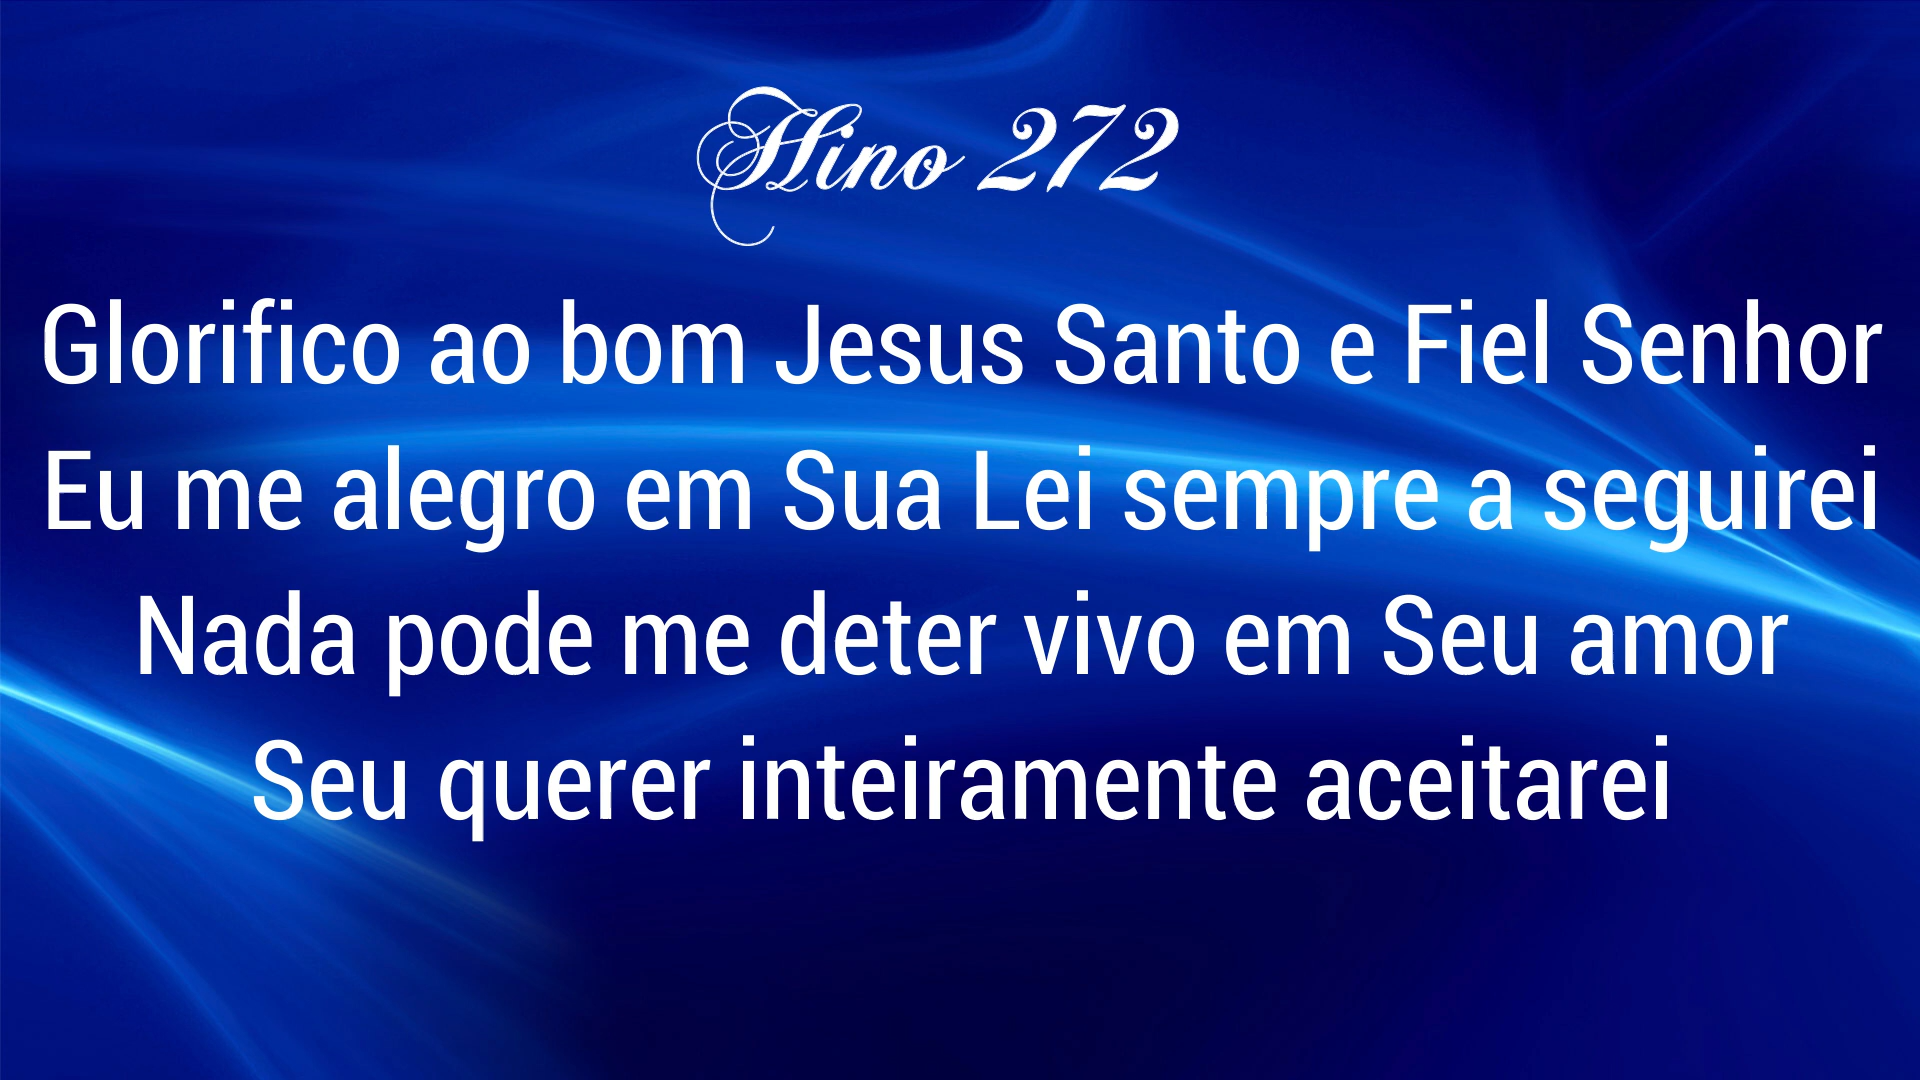 Hino 272
Glorifico ao bom Jesus Santo e Fiel Senhor
Eu me alegro em Sua Lei sempre a seguirei
Nada pode me deter vivo em Seu amor
Seu querer inteiramente aceitarei